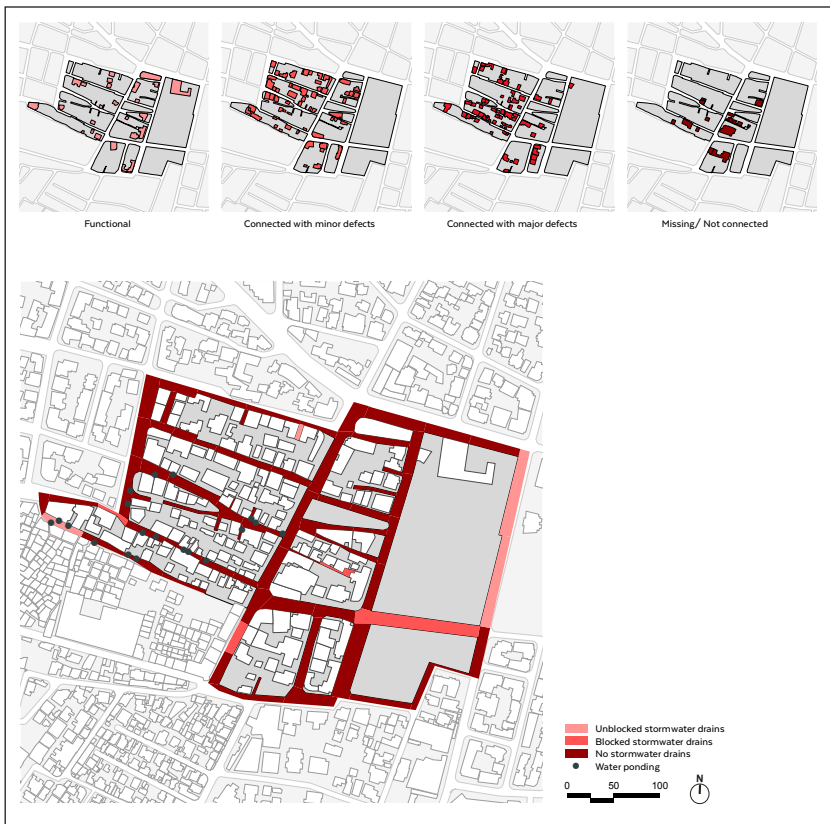 Functional
Connected with minor defects
Connected with major defects
Missing/ Not connected
Unblocked stormwater drains
Blocked stormwater drains
No stormwater drains
Water ponding
N
0 50 100